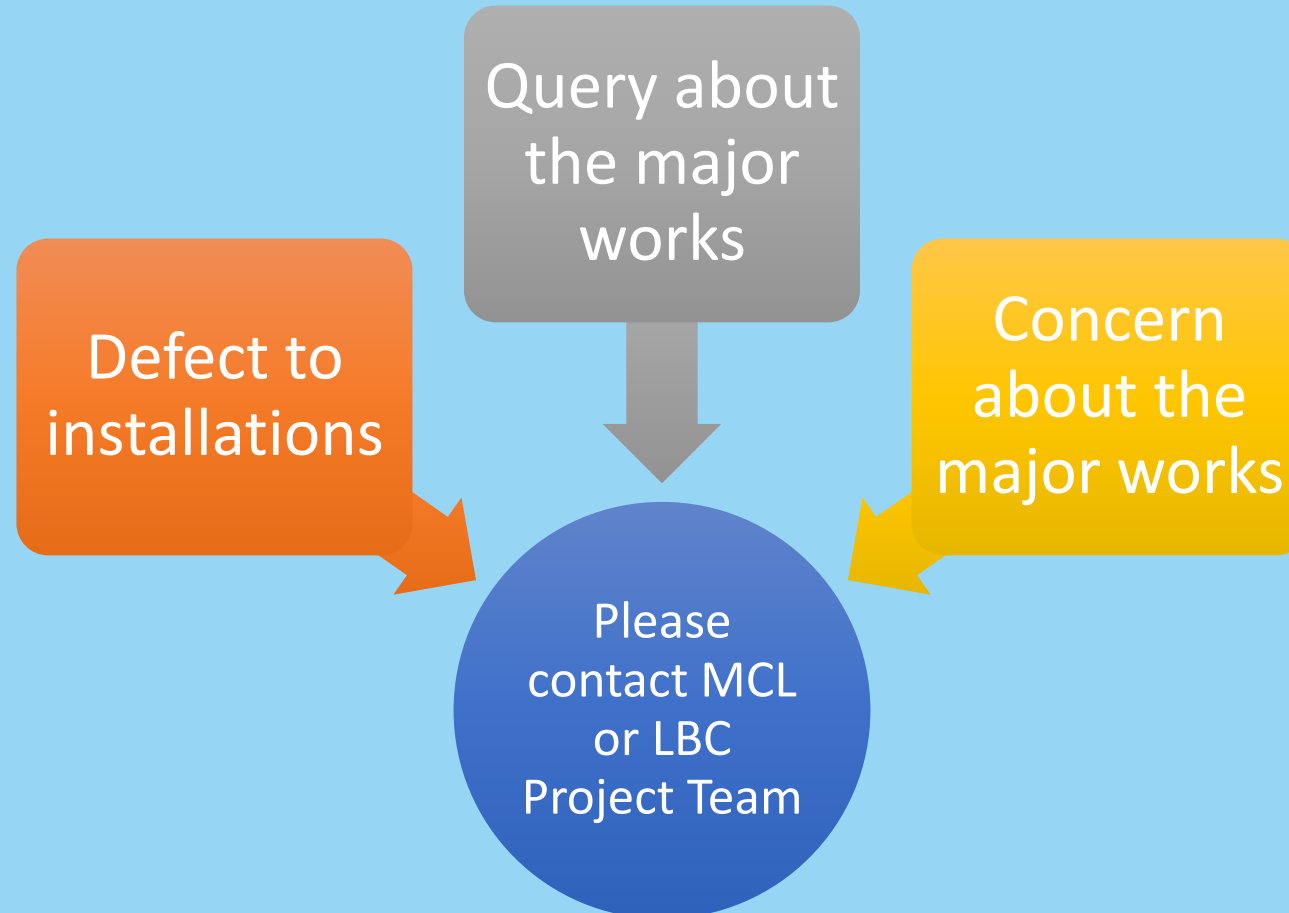 Query about
the major
works
Defect to
installations
Concern
about the
major works
Please
contact MCL
or LBC
Project Team